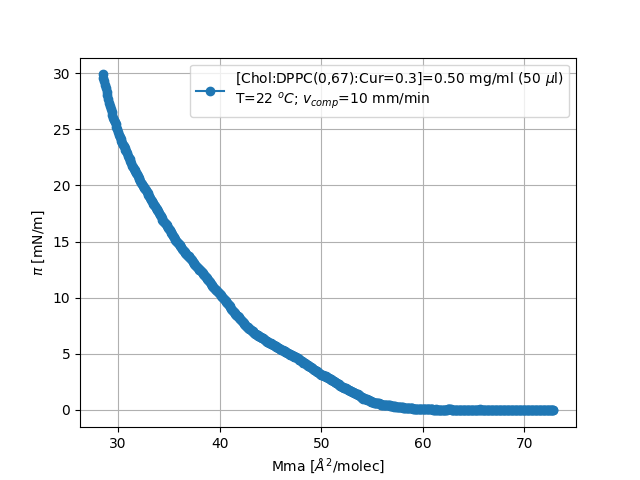 [Chol:DPPC(0,67):Cur=0.3]=0.50 mg/ml (50 μl)
T=22 °C; v_comp=10 mm/min
30
25
20
15
10
5
0
π [mN/m]
30 40 50 60 70
Mma [Å²/molec]